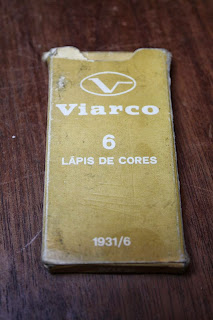 Viarco
6
LÁPIS DE CORES
1931/6